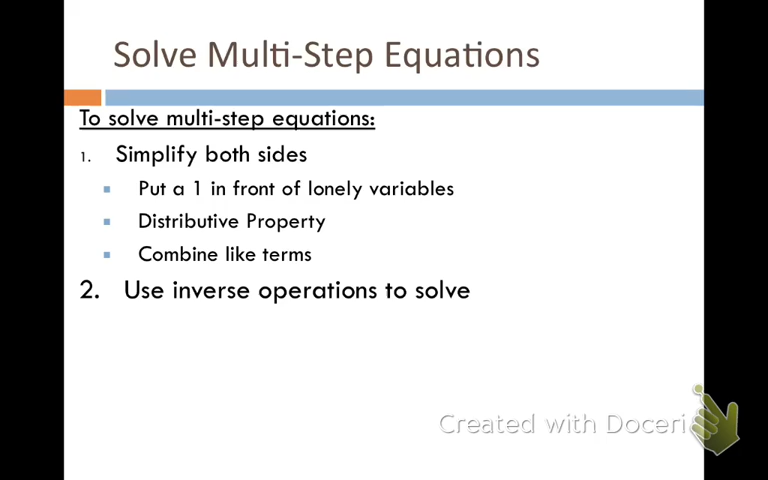 Solve Multi-Step Equations
To solve multi-step equations:
1. Simplify both sides
Put a 1 in front of lonely variables
Distributive Property
Combine like terms
2. Use inverse operations to solve
Created with Doceri